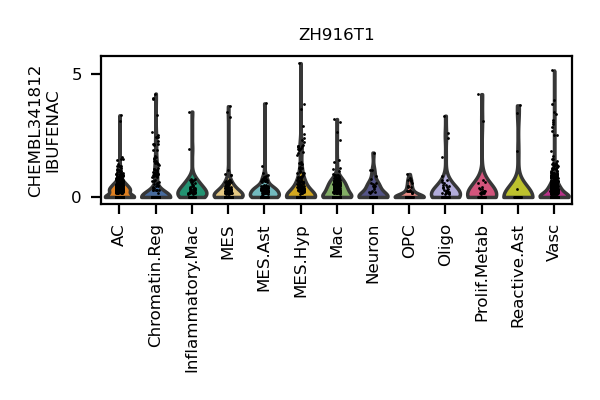 ZH916T1
CHEMBL341812
IBUFENAC
5
0
AC
Chromatin.Reg
Inflammatory.Mac
MES
MES.Ast
MES.Hyp
Mac
Neuron
OPC
Oligo
Prolif.Metab
Reactive.Ast
Vasc